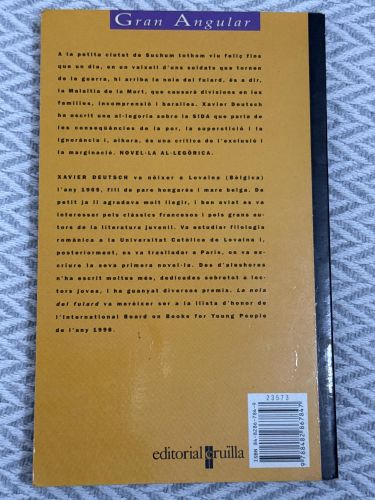 Gran Angular
A la petita ciutat de Suchum tothom viu feliç fins
que un dia, en un vaixell d'uns soldats que tornen
de la guerra, hi arriba la noia del fulard, és a dir,
la Malaltia de la Mort, que causarà divisions en les
famílies, incomprensió i baralles. Xavier Deutsch
ha escrit una al·legoria sobre la SIDA que parla de
les conseqüències de la por, la superstició i la
ignorància i, alhora, és una crítica de l'exclusió i
la marginació. NOVEL·LA AL·LEGÒRICA.
XAVIER DEUTSCH va néixer a Lovaina (Bèlgica)
l'any 1965, fill de pare hongarès i mare belga. De
petit ja li agradava molt llegir, i ben aviat es va
interessar pels clàssics francesos i pels grans au-
tors de la literatura juvenil. Va estudiar filologia
romànica a la Universitat Catòlica de Lovaina i,
posteriorment, es va traslladar a París, on va es-
criure la seva primera novel·la. Des d'aleshores
n'ha escrit moltes més, dedicades sobretot a lec-
tors joves, i ha guanyat diversos premis. La noia
del fulard va merèixer ser a la llista d'honor de
l'International Board on Books for Young People
de l'any 1998.
23573
ISBN 84-8286-784-9
9788482867847
editorial cruïlla